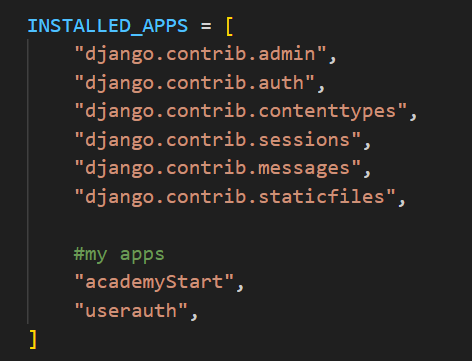 INSTALLED_APPS = [
    "django.contrib.admin",
    "django.contrib.auth",
    "django.contrib.contenttypes",
    "django.contrib.sessions",
    "django.contrib.messages",
    "django.contrib.staticfiles",

    #my apps
    "academyStart",
    "userauth",
]